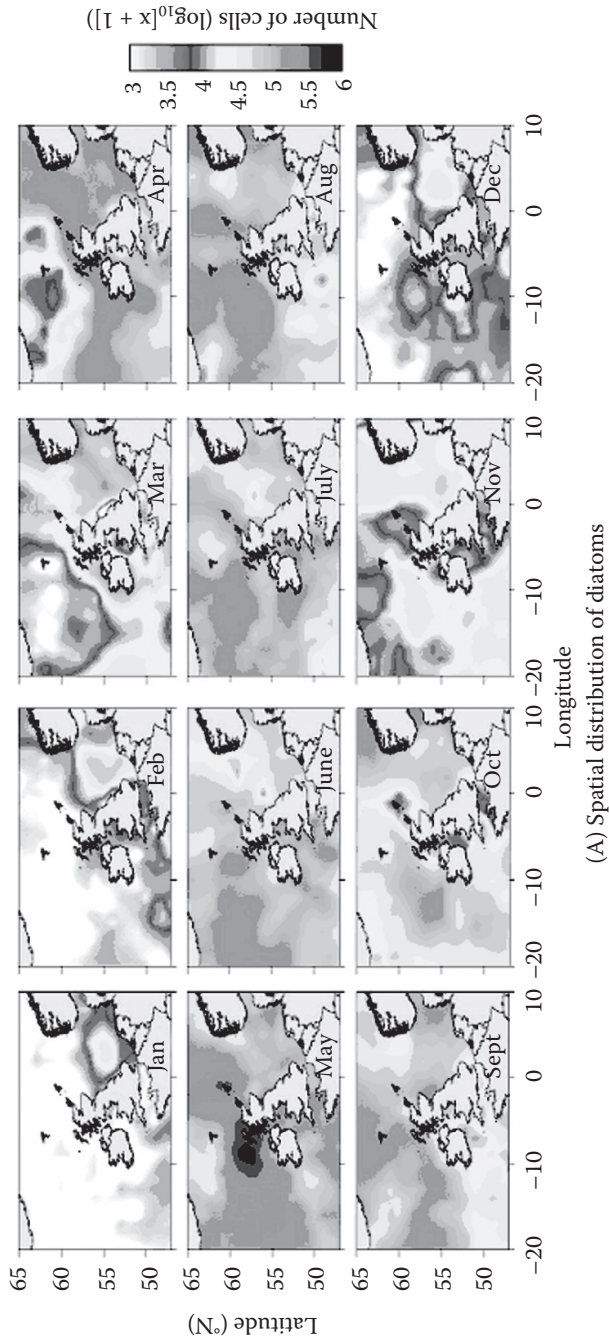 Number of cells (log10[x + 1])
3
3.5
4
4.5
5
5.5
6
Latitude (°N)
65
60
55
50
Jan
Feb
Mar
Apr
65
60
55
50
May
June
July
Aug
65
60
55
50
Sept
Oct
Nov
Dec
−20
−10
0
10
−20
−10
0
10
−20
−10
0
10
−20
−10
0
10
Longitude
(A) Spatial distribution of diatoms